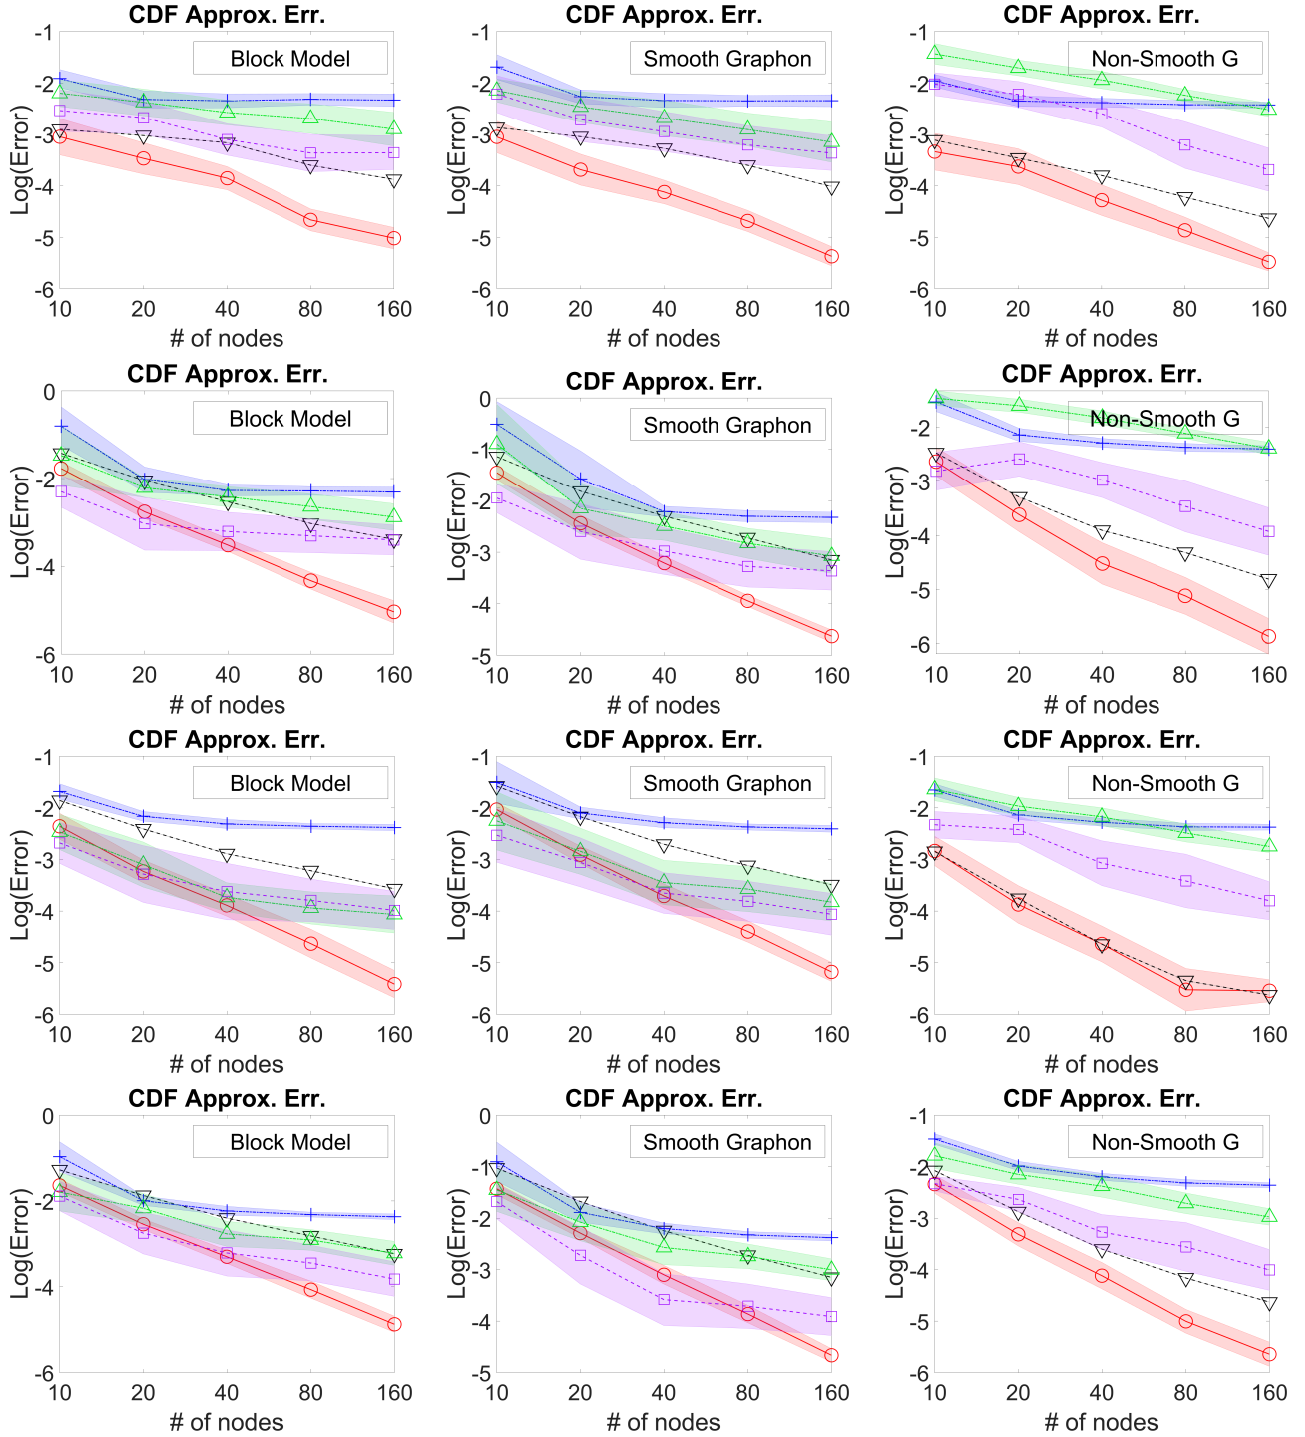 CDF Approx. Err.
Block Model
Log(Error)
-1
-2
-3
-4
-5
-6
10 20 40 80 160
# of nodes
CDF Approx. Err.
Smooth Graphon
Log(Error)
-1
-2
-3
-4
-5
-6
10 20 40 80 160
# of nodes
CDF Approx. Err.
Non-Smooth G
Log(Error)
-1
-2
-3
-4
-5
-6
10 20 40 80 160
# of nodes
CDF Approx. Err.
Block Model
Log(Error)
0
-2
-4
-6
10 20 40 80 160
# of nodes
CDF Approx. Err.
Smooth Graphon
Log(Error)
0
-1
-2
-3
-4
-5
10 20 40 80 160
# of nodes
CDF Approx. Err.
Non-Smooth G
Log(Error)
-2
-3
-4
-5
-6
10 20 40 80 160
# of nodes
CDF Approx. Err.
Block Model
Log(Error)
-1
-2
-3
-4
-5
-6
10 20 40 80 160
# of nodes
CDF Approx. Err.
Smooth Graphon
Log(Error)
-1
-2
-3
-4
-5
-6
10 20 40 80 160
# of nodes
CDF Approx. Err.
Non-Smooth G
Log(Error)
-1
-2
-3
-4
-5
-6
10 20 40 80 160
# of nodes
CDF Approx. Err.
Block Model
Log(Error)
0
-2
-3
-4
-6
10 20 40 80 160
# of nodes
CDF Approx. Err.
Smooth Graphon
Log(Error)
0
-1
-2
-3
-4
-5
10 20 40 80 160
# of nodes
CDF Approx. Err.
Non-Smooth G
Log(Error)
-1
-2
-3
-4
-5
-6
10 20 40 80 160
# of nodes